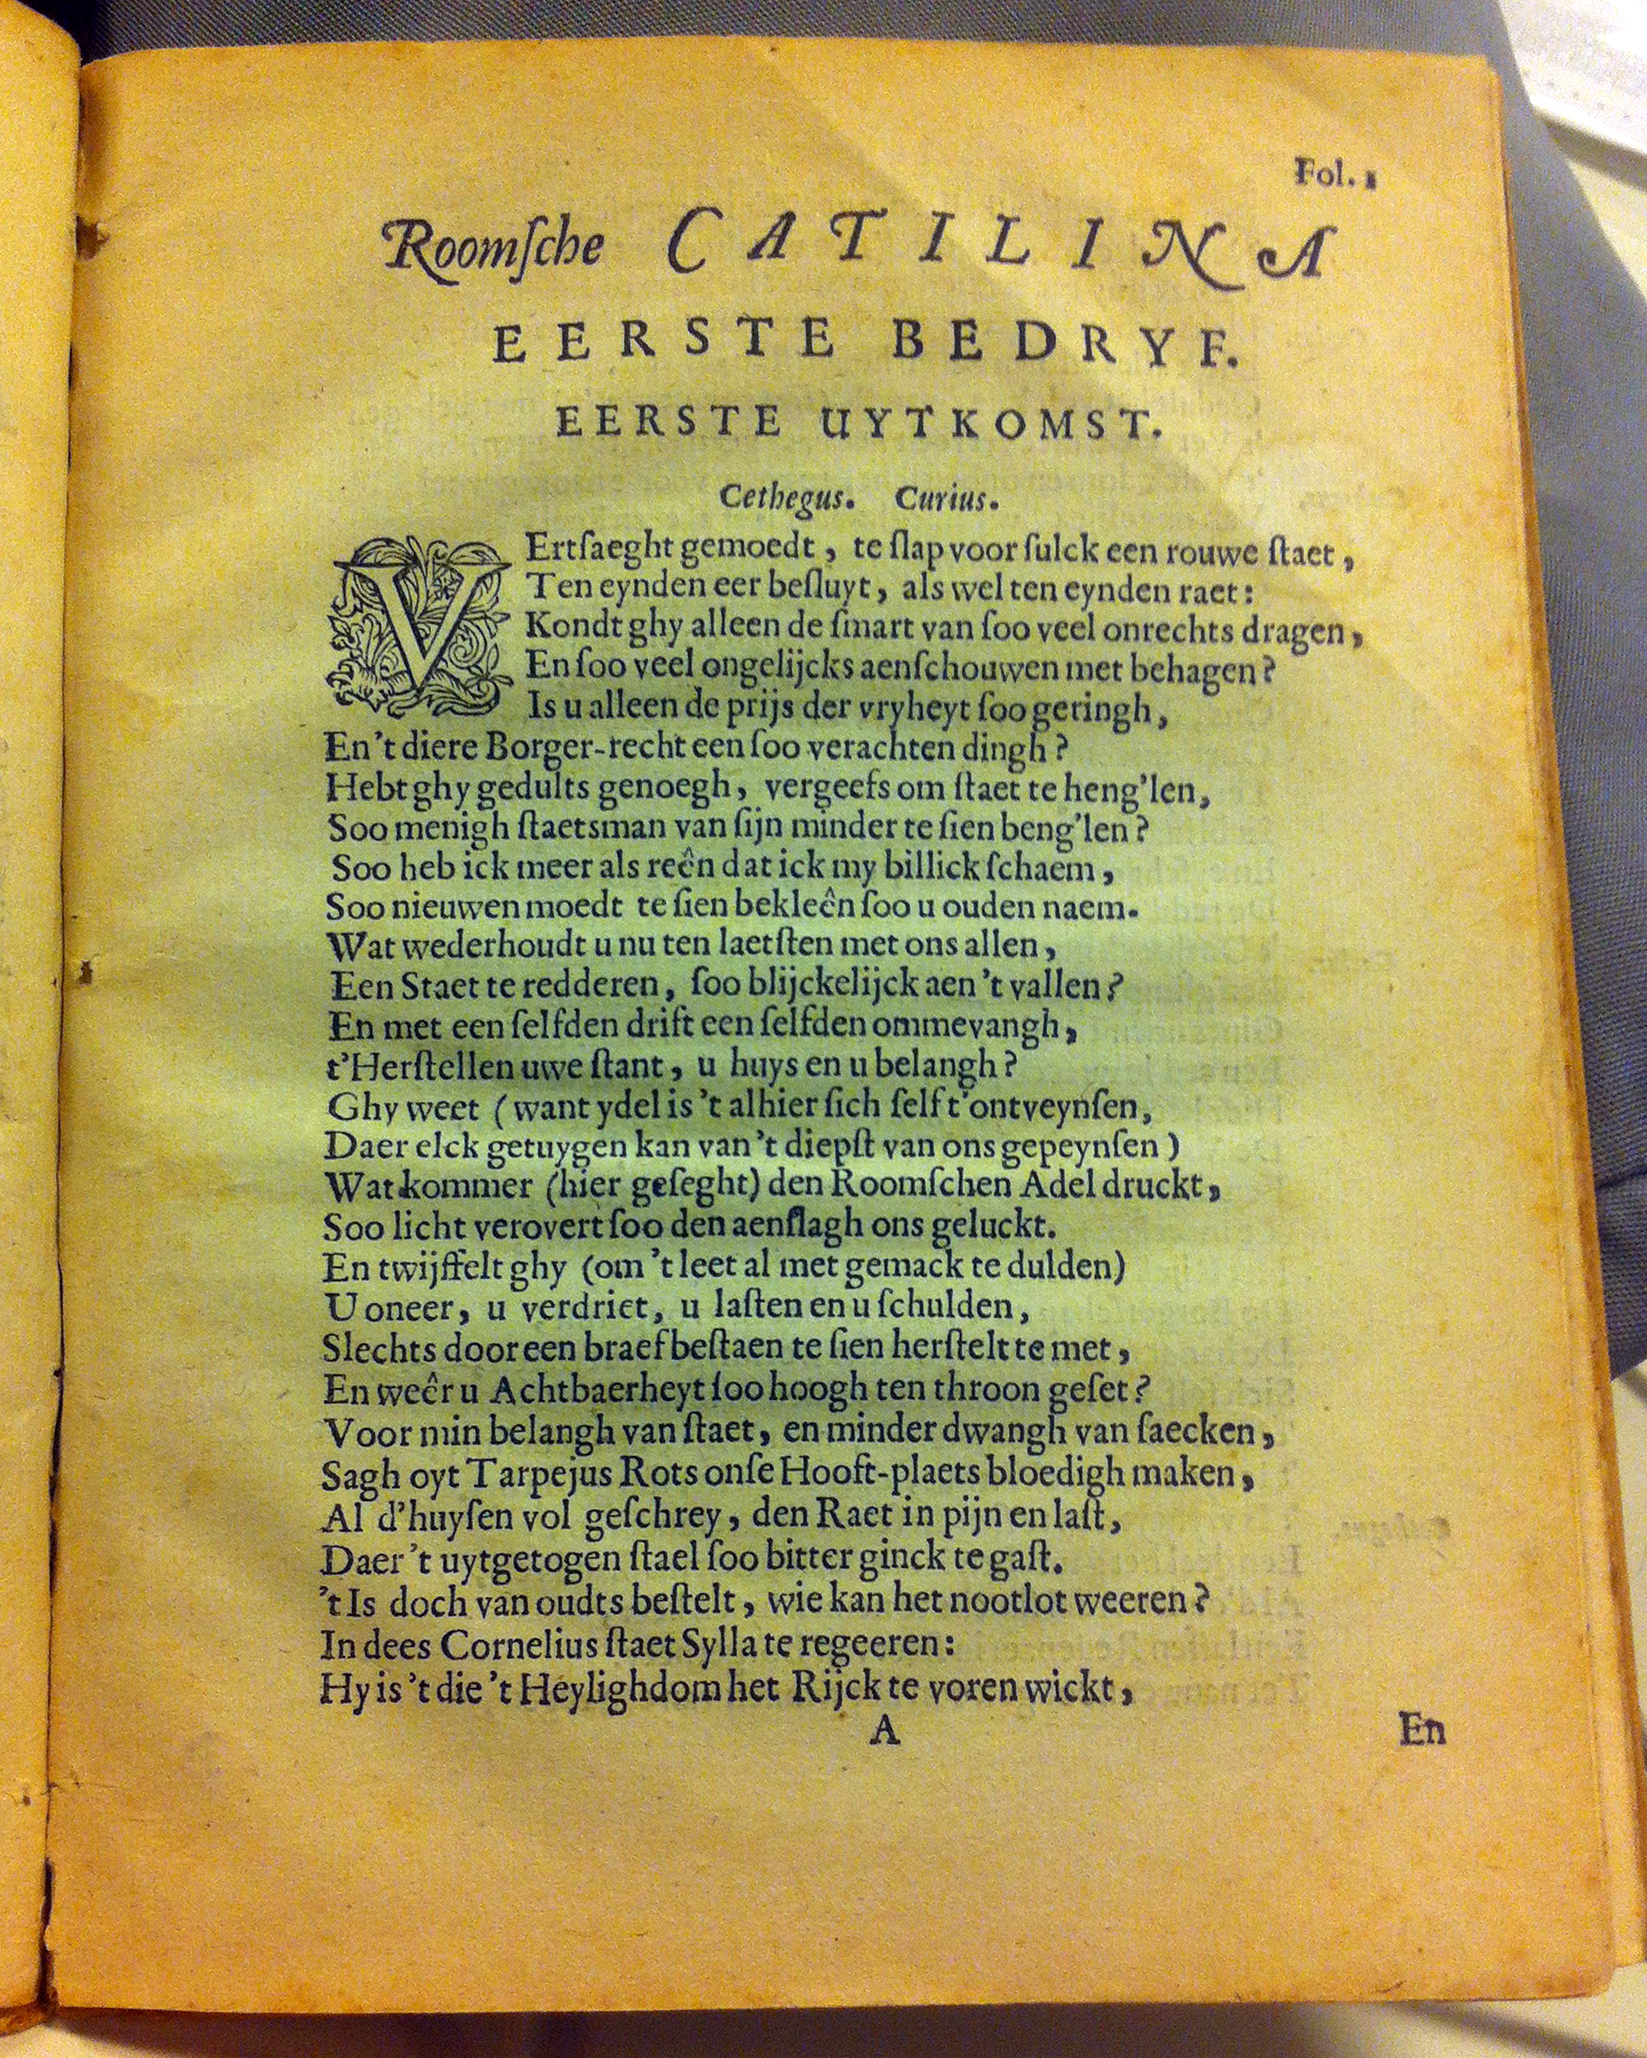 Fol. 1
Roomſche CATILINA
EERSTE BEDRYF.
EERSTE UYTKOMST.
Cethegus. Curius.
VErtſaeght gemoedt, te ſlap voor ſulck een rouwe ſtaet,
Ten eynden eer beſluyt, als wel ten eynden raet:
Kondt ghy alleen de ſmart van ſoo veel onrechts dragen,
En ſoo veel ongelijcks aenſchouwen met behagen?
Is u alleen de prijs der vryheyt ſoo geringh,
En 't diere Borger-recht een ſoo verachten dingh?
Hebt ghy gedults genoegh, vergeefs om ſtaet te heng'len,
Soo menigh ſtaetsman van ſijn minder te ſien beng'len?
Soo heb ick meer als reên dat ick my billick ſchaem,
Soo nieuwen moedt te ſien bekleên ſoo u ouden naem.
Wat wederhoudt u nu ten laetſten met ons allen,
Een Staet te redderen, ſoo blijckelijck aen 't vallen?
En met een ſelfden drift een ſelfden ommevangh,
t'Herſtellen uwe ſtant, u huys en u belangh?
Ghy weet (want ydel is 't alhier ſich ſelf t'ontveynſen,
Daer elck getuygen kan van 't diepſt van ons gepeynſen)
Wat kommer (hier geſeght) den Roomſchen Adel druckt,
Soo licht verovert ſoo den aenſlagh ons geluckt.
En twijffelt ghy (om 't leet al met gemack te dulden)
U oneer, u verdriet, u laſten en u ſchulden,
Slechts door een braef beſtaen te ſien herſtelt te met,
En weêr u Achtbaerheyt ſoo hoogh ten throon geſet?
Voor min belangh van ſtaet, en minder dwangh van ſaecken,
Sagh oyt Tarpejus Rots onſe Hooft-plaets bloedigh maken,
Al d'huyſen vol geſchrey, den Raet in pijn en laſt,
Daer 't uytgetogen ſtael ſoo bitter ginck te gaſt.
't Is doch van oudts beſtelt, wie kan het nootlot weeren?
In dees Cornelius ſtaet Sylla te regeeren:
Hy is 't die 't Heylighdom het Rijck te voren wickt,
A
En